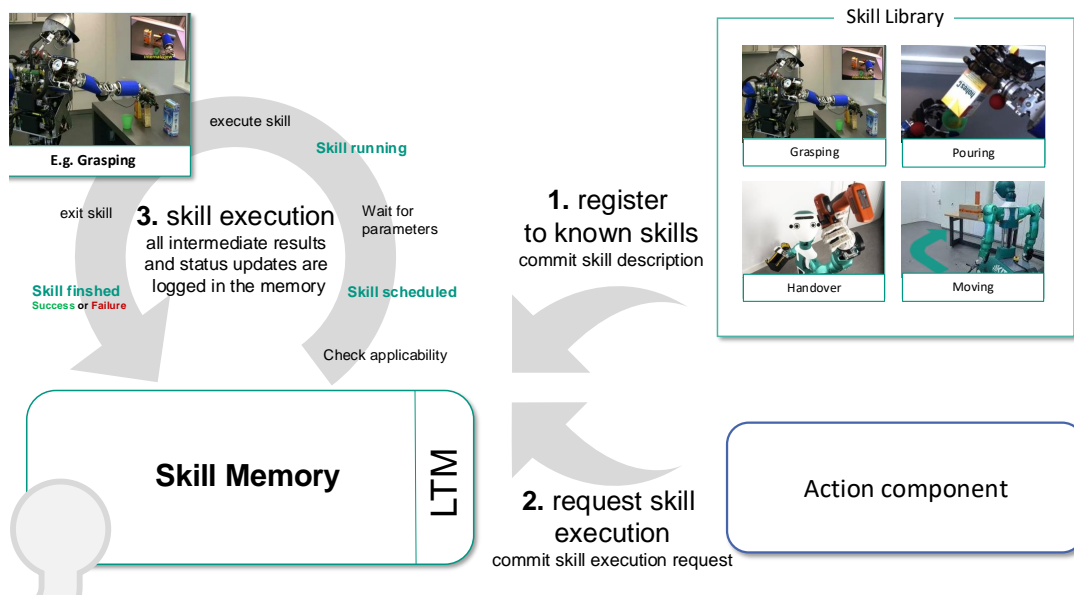 Skill Library
Grasping
Pouring
Handover
Moving
E.g. Grasping
execute skill
Skill running
Wait for
parameters
Skill scheduled
Check applicability
exit skill
Skill finshed
Success or Failure
3. skill execution
all intermediate results
and status updates are
logged in the memory
1. register
to known skills
commit skill description
2. request skill
execution
commit skill execution request
Skill Memory
LTM
Action component